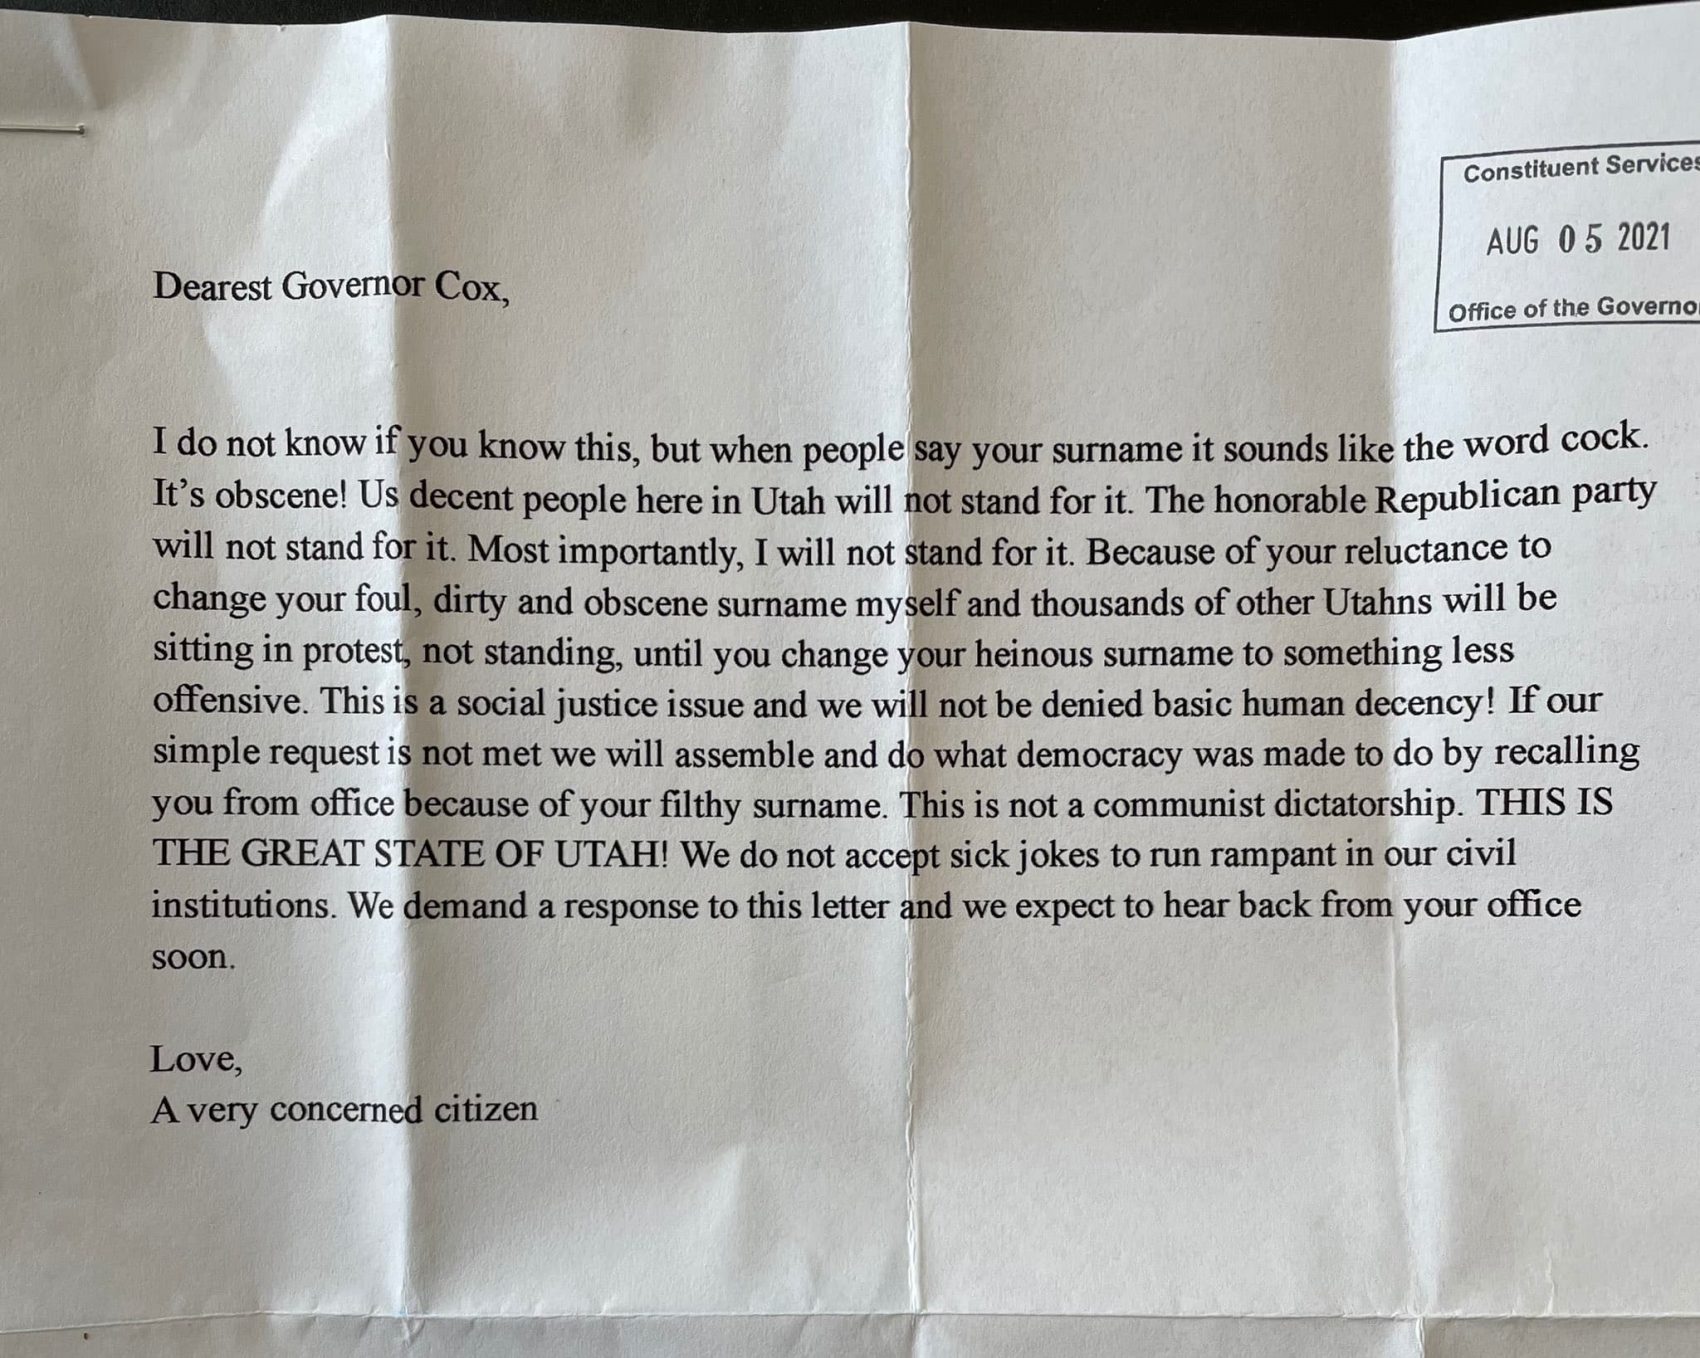 Constituent Services
AUG 05 2021
Office of the Governor
Dearest Governor Cox,
I do not know if you know this, but when people say your surname it sounds like the word cock.
It’s obscene! Us decent people here in Utah will not stand for it. The honorable Republican party
will not stand for it. Most importantly, I will not stand for it. Because of your reluctance to
change your foul, dirty and obscene surname myself and thousands of other Utahns will be
sitting in protest, not standing, until you change your heinous surname to something less
offensive. This is a social justice issue and we will not be denied basic human decency! If our
simple request is not met we will assemble and do what democracy was made to do by recalling
you from office because of your filthy surname. This is not a communist dictatorship. THIS IS
THE GREAT STATE OF UTAH! We do not accept sick jokes to run rampant in our civil
institutions. We demand a response to this letter and we expect to hear back from your office
soon.
Love,
A very concerned citizen